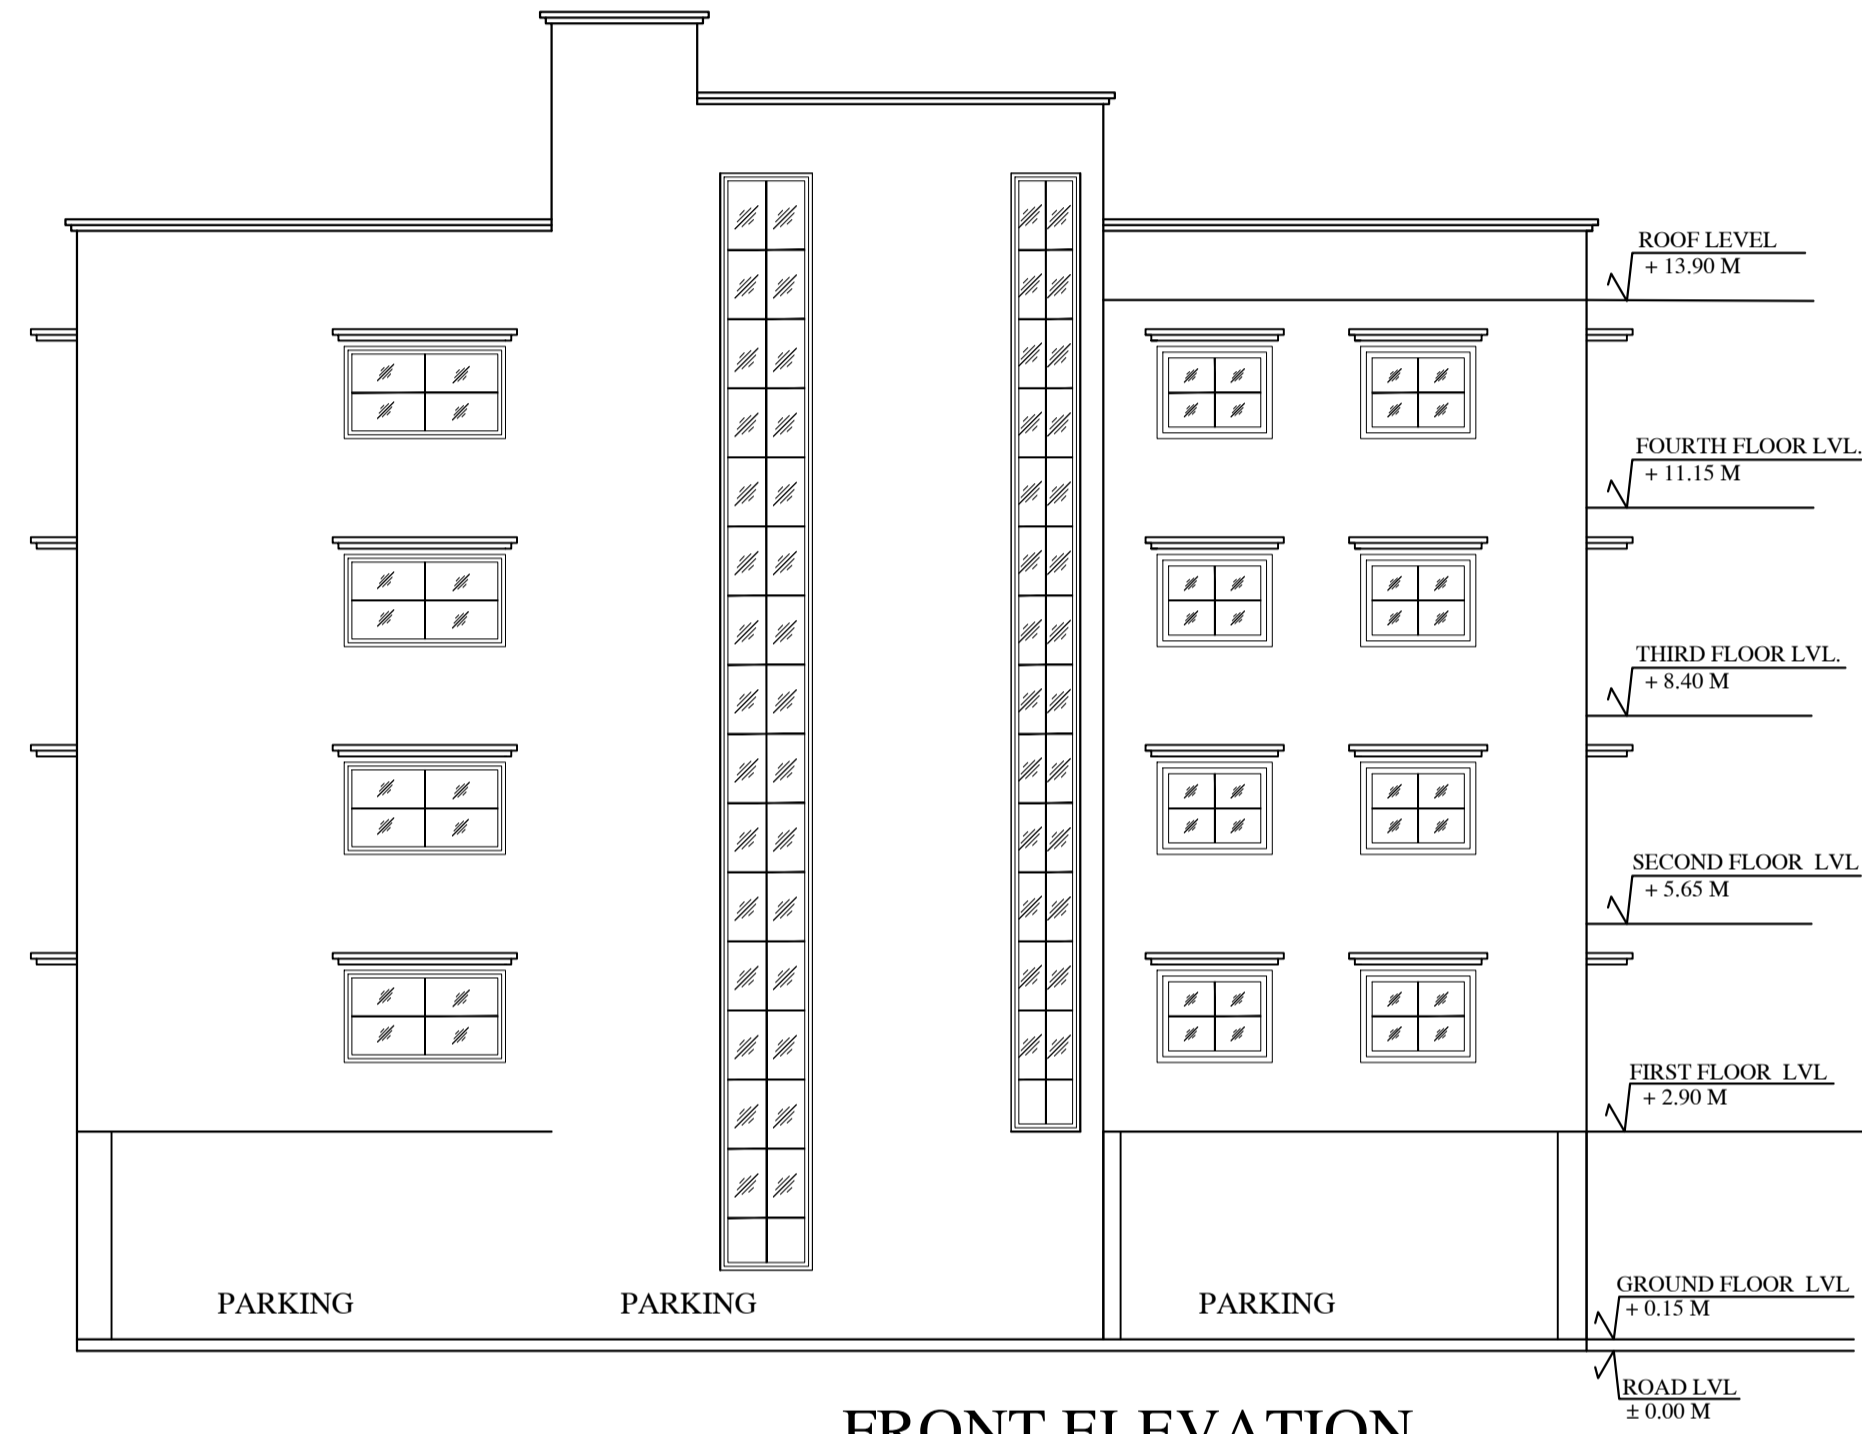 ROOF LEVEL
+ 13.90 M
FOURTH FLOOR LVL.
+ 11.15 M
THIRD FLOOR LVL.
+ 8.40 M
SECOND FLOOR LVL
+ 5.65 M
FIRST FLOOR LVL
+ 2.90 M
GROUND FLOOR LVL
+ 0.15 M
PARKING PARKING PARKING
ROAD LVL
± 0.00 M
FRONT ELEVATION